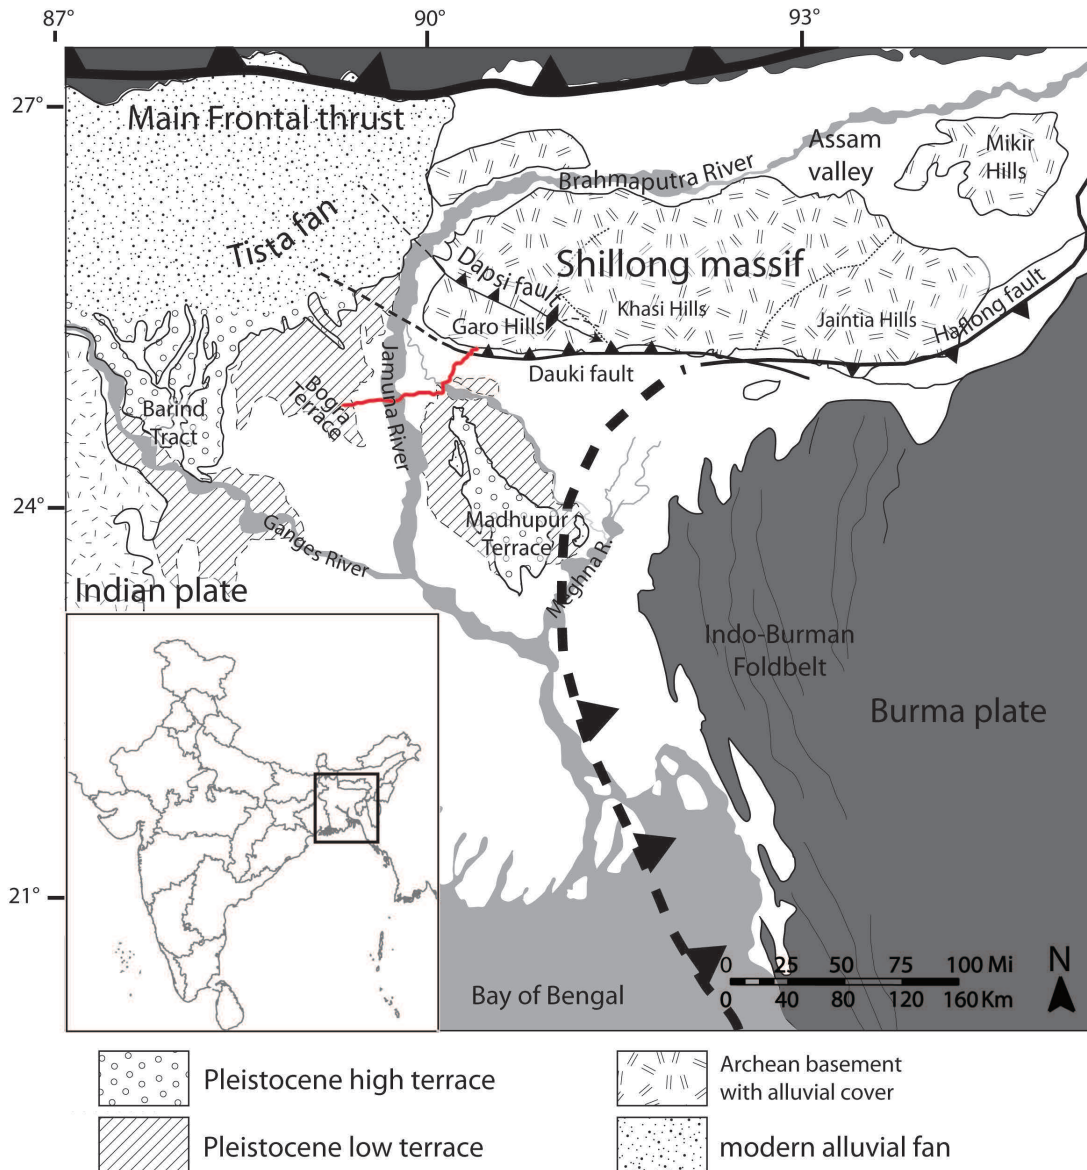 87°
90°
93°
27°
24°
21°
Main Frontal thrust
Tista fan
Brahmaputra River
Assam
valley
Mikir
Hills
Shillong massif
Dapsi fault
Khasi Hills
Garo Hills
Jaintia Hills
Haflong fault
Dauki fault
Jamuna River
Bogra
Terrace
Barind
Tract
Madhupur
Terrace
Ganges River
Meghna R.
Indian plate
Indo-Burman
Foldbelt
Burma plate
Bay of Bengal
0 25 50 75 100 Mi
0 40 80 120 160 Km
N
Pleistocene high terrace
Archean basement
with alluvial cover
Pleistocene low terrace
modern alluvial fan